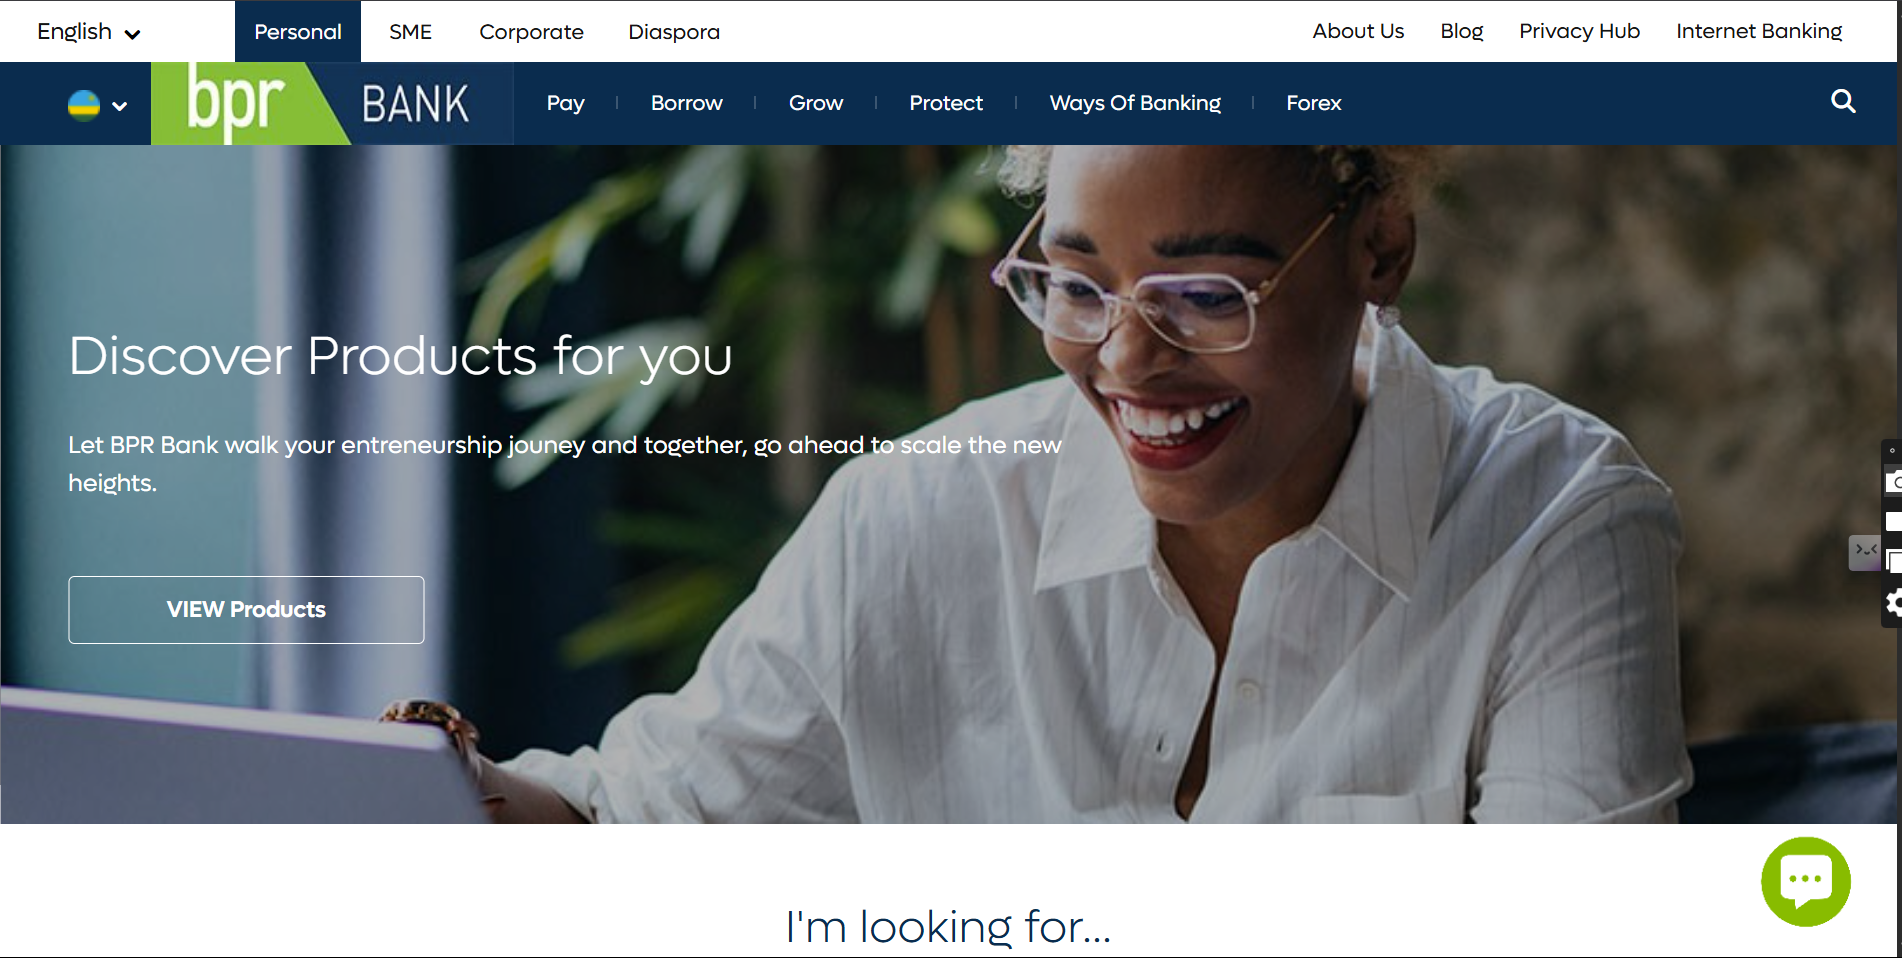 English
Personal
SME
Corporate
Diaspora
About Us
Blog
Privacy Hub
Internet Banking
bpr BANK
Pay
Borrow
Grow
Protect
Ways Of Banking
Forex
Discover Products for you
Let BPR Bank walk your entreneurship jouney and together, go ahead to scale the new
heights.
VIEW Products
I'm looking for...